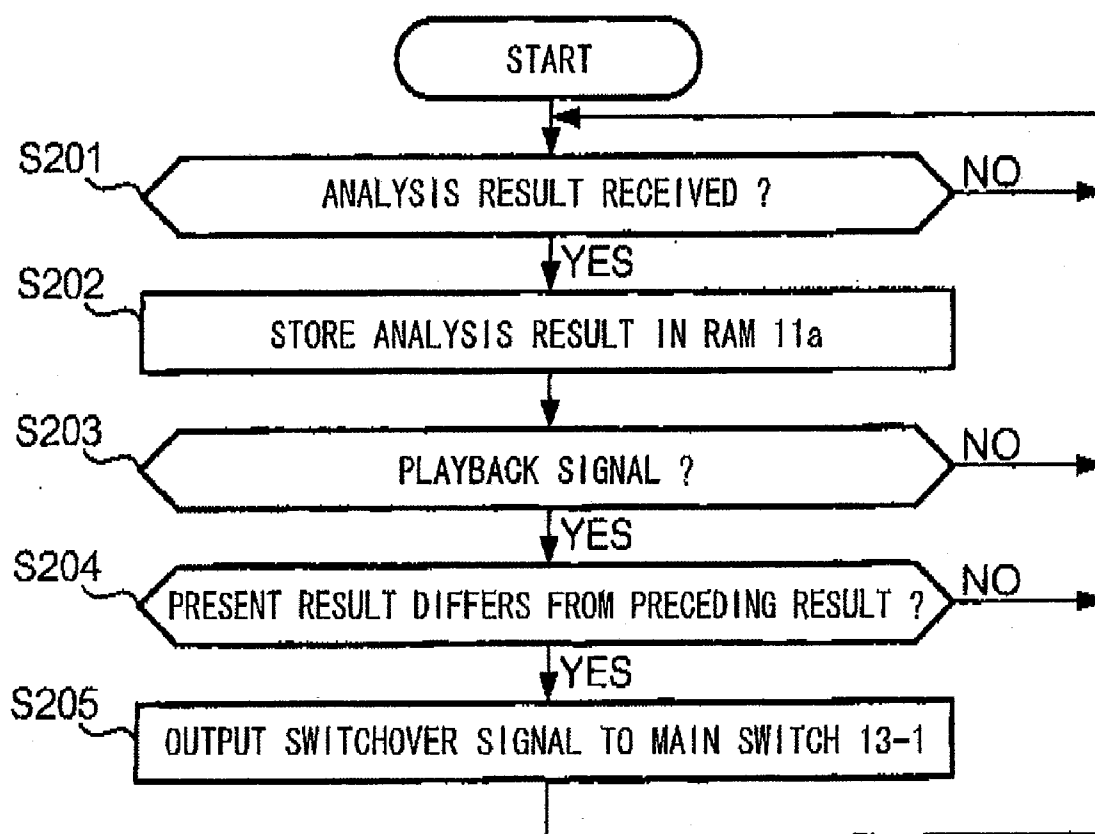 START
S201
ANALYSIS RESULT RECEIVED ?
NO
YES
S202
STORE ANALYSIS RESULT IN RAM 11a
S203
PLAYBACK SIGNAL ?
NO
YES
S204
PRESENT RESULT DIFFERS FROM PRECEDING RESULT ?
NO
YES
S205
OUTPUT SWITCHOVER SIGNAL TO MAIN SWITCH 13-1